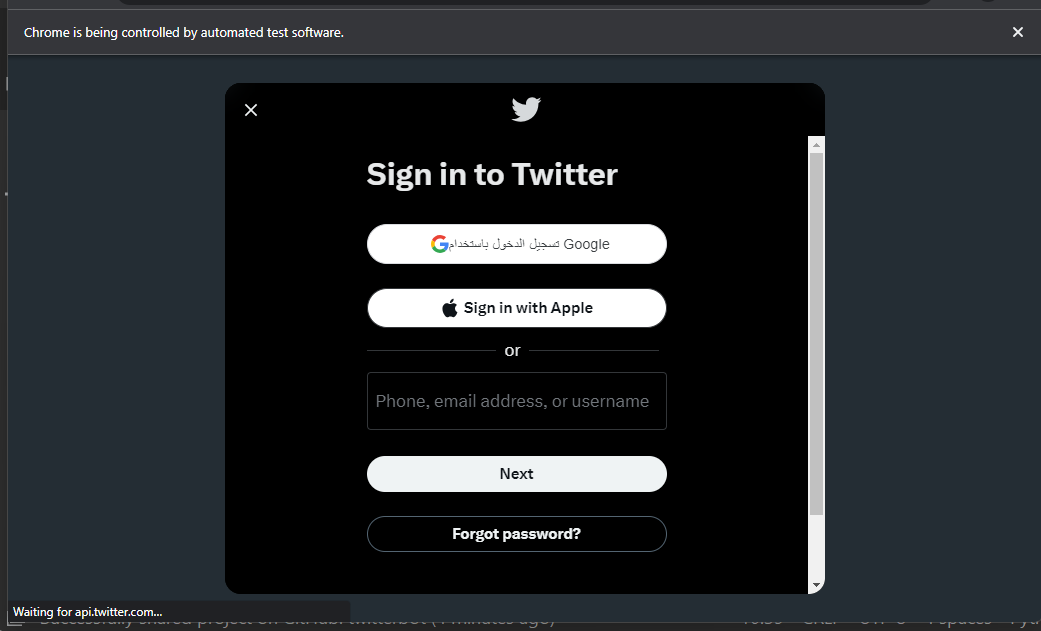 Chrome is being controlled by automated test software.
Sign in to Twitter
تسجيل الدخول باستخدام Google
Sign in with Apple
or
Phone, email address, or username
Next
Forgot password?
Waiting for api.twitter.com...